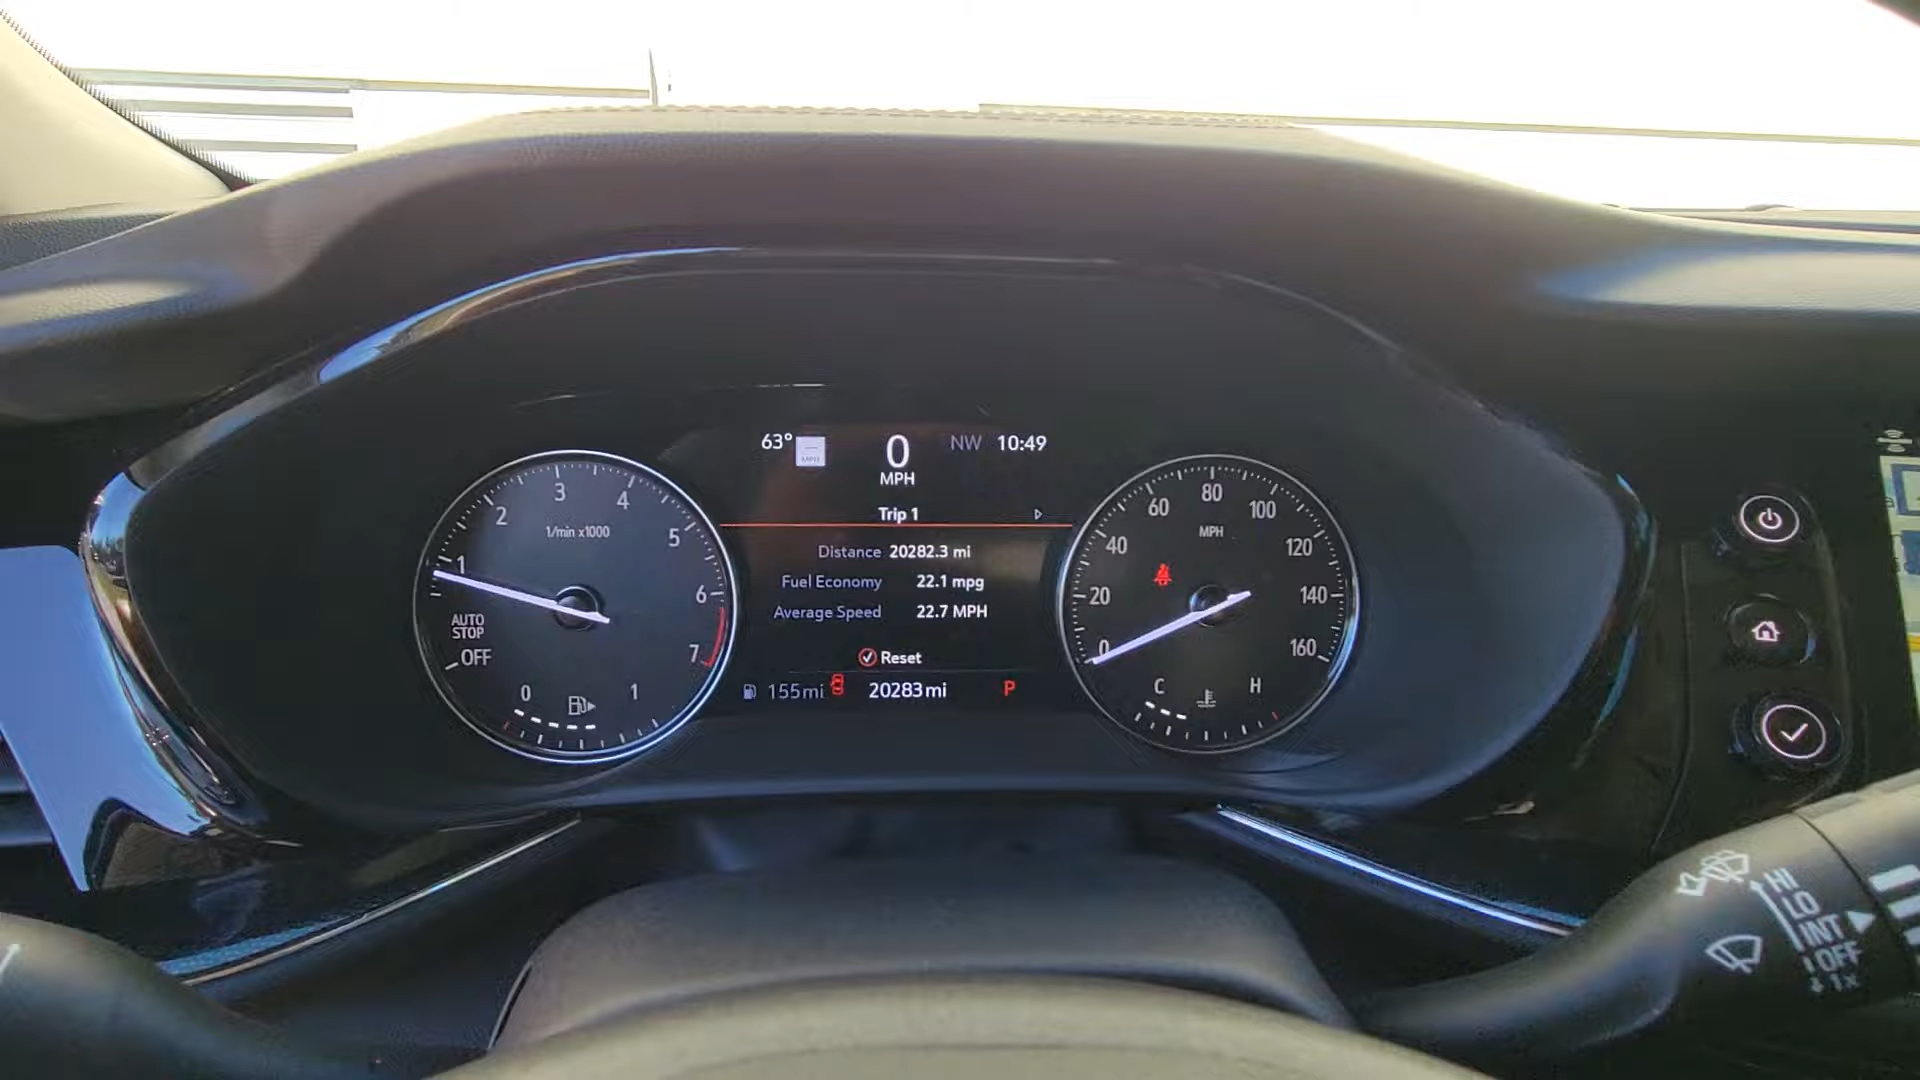 63° MPH 0 NW 10:49
MPH
Trip 1
Distance 20282.3 mi
Fuel Economy 22.1 mpg
Average Speed 22.7 MPH
Reset
155mi 20283mi P
1 2 3 4 5 6 7
1/min x1000
AUTO
STOP
OFF
0 1
0 20 40 60 80 100 120 140 160
MPH
C H
HI
LO
INT
OFF
1x